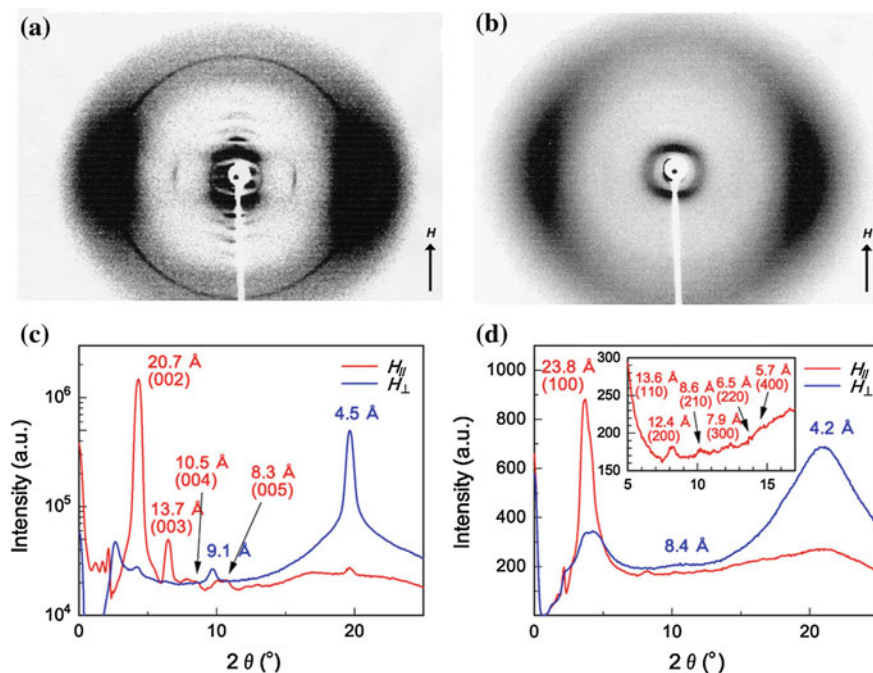 (a)
(b)
H
H
(c)
(d)
20.7 Å
(002)
H∥
H⊥
4.5 Å
10.5 Å
(004)
8.3 Å
(005)
13.7 Å
(003)
9.1 Å
10⁶
10⁵
10⁴
Intensity (a.u.)
0
10
20
2 θ (°)
23.8 Å
(100)
H∥
H⊥
300
250
200
150
13.6 Å
(110)
12.4 Å
(200)
8.6 Å
(210)
7.9 Å
(300)
6.5 Å
(220)
5.7 Å
(400)
5
10
15
4.2 Å
8.4 Å
1000
800
600
400
200
Intensity (a.u.)
0
10
20
2 θ (°)